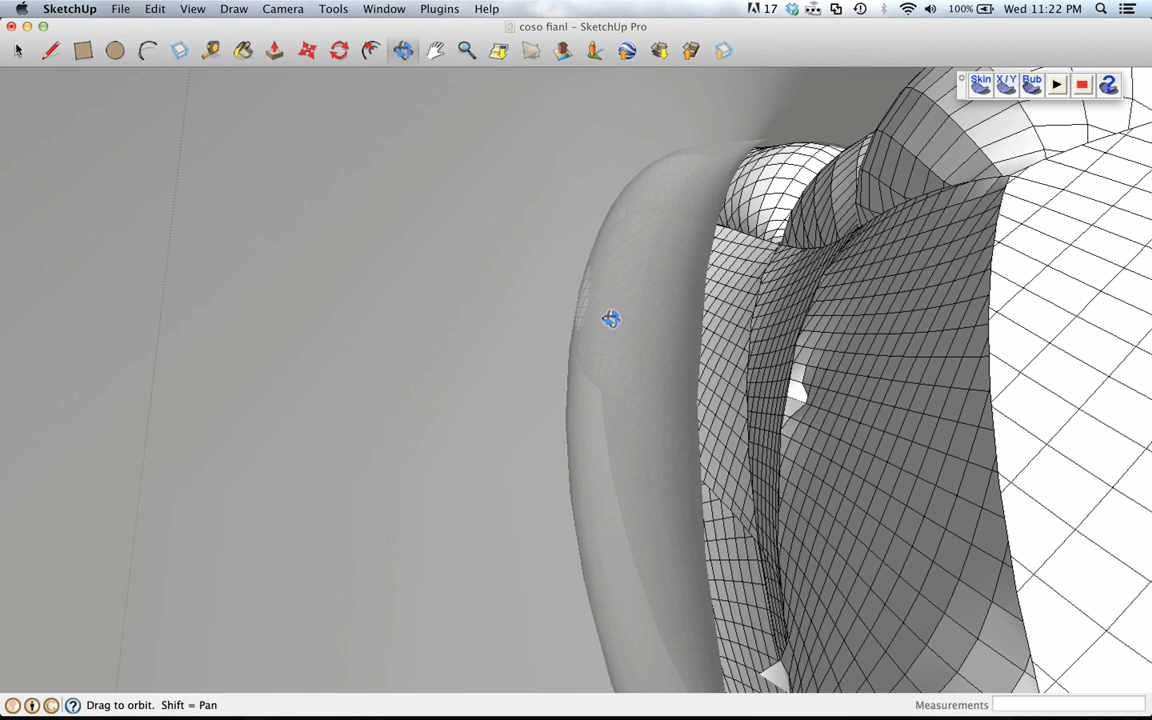 SketchUp File Edit View Draw Camera Tools Window Plugins Help 17 100% Wed 11:22 PM
coso fianl – SketchUp Pro
Skin X / Y Bub
Drag to orbit. Shift = Pan Measurements